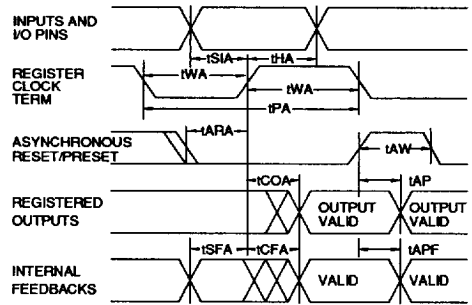 INPUTS AND
I/O PINS
tSIA
tHA
REGISTER
CLOCK
TERM
tWA
tWA
tPA
tARA
ASYNCHRONOUS
RESET/PRESET
tAW
tCOA
tAP
REGISTERED
OUTPUTS
OUTPUT
VALID
OUTPUT
VALID
tSFA
tCFA
tAPF
INTERNAL
FEEDBACKS
VALID
VALID